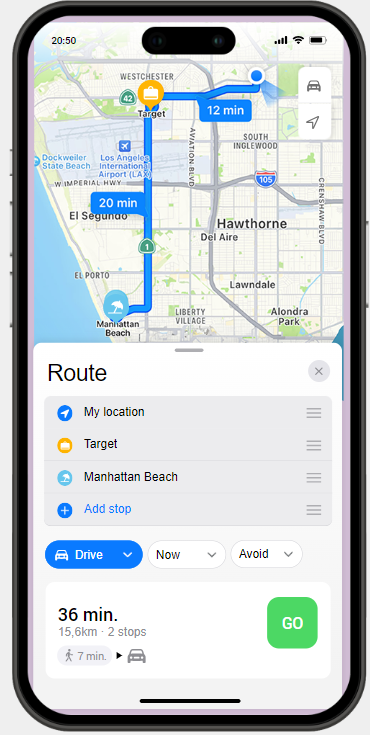 20:50
WESTCHESTER
42
Target
12 min
Dockweiler
State Beach
Los Angeles
International
Airport (LAX)
AVIATION BLVD
SOUTH
INGLEWOOD
W IMPERIAL HWY
105
CRENSHAW BLVD
20 min
El Segundo
Hawthorne
Del Aire
1
EL PORTO
Lawndale
LIBERTY
VILLAGE
Alondra
Park
Manhattan
Beach
Route
My location
Target
Manhattan Beach
Add stop
Drive
Now
Avoid
36 min.
15,6km · 2 stops
7 min.
GO